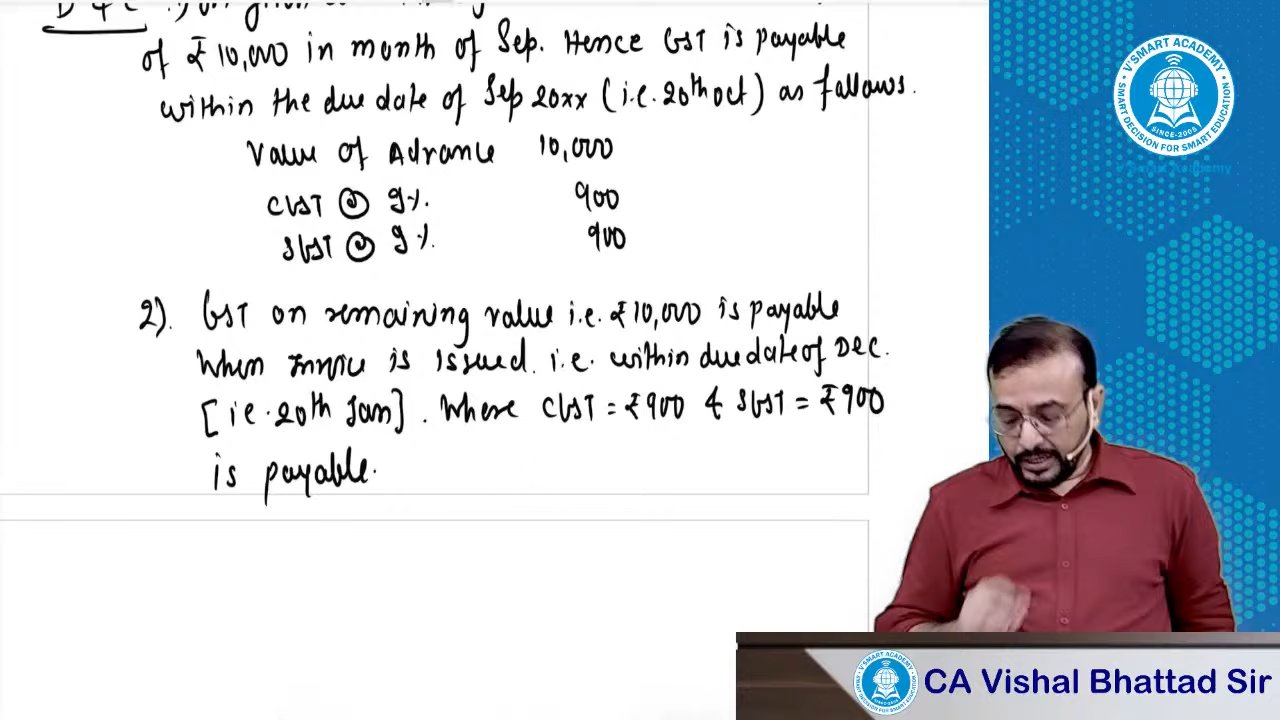 of ₹10,000 in month of Sep. Hence GST is payable
within the due date of Sep 20xx (i.e. 20th oct) as follows.
Value of Advance 10,000
CGST @ 9%. 900
SGST @ 9%. 900
2). GST on remaining value i.e. ₹10,000 is payable
When Invoice is issued. i.e. within due date of Dec.
[i.e. 20th Jan]. Where CGST = ₹900 & SGST = ₹900
is payable.
V'SMART ACADEMY
SINCE-2008
SMART DECISION FOR SMART EDUCATION
V'Smart Academy
CA Vishal Bhattad Sir